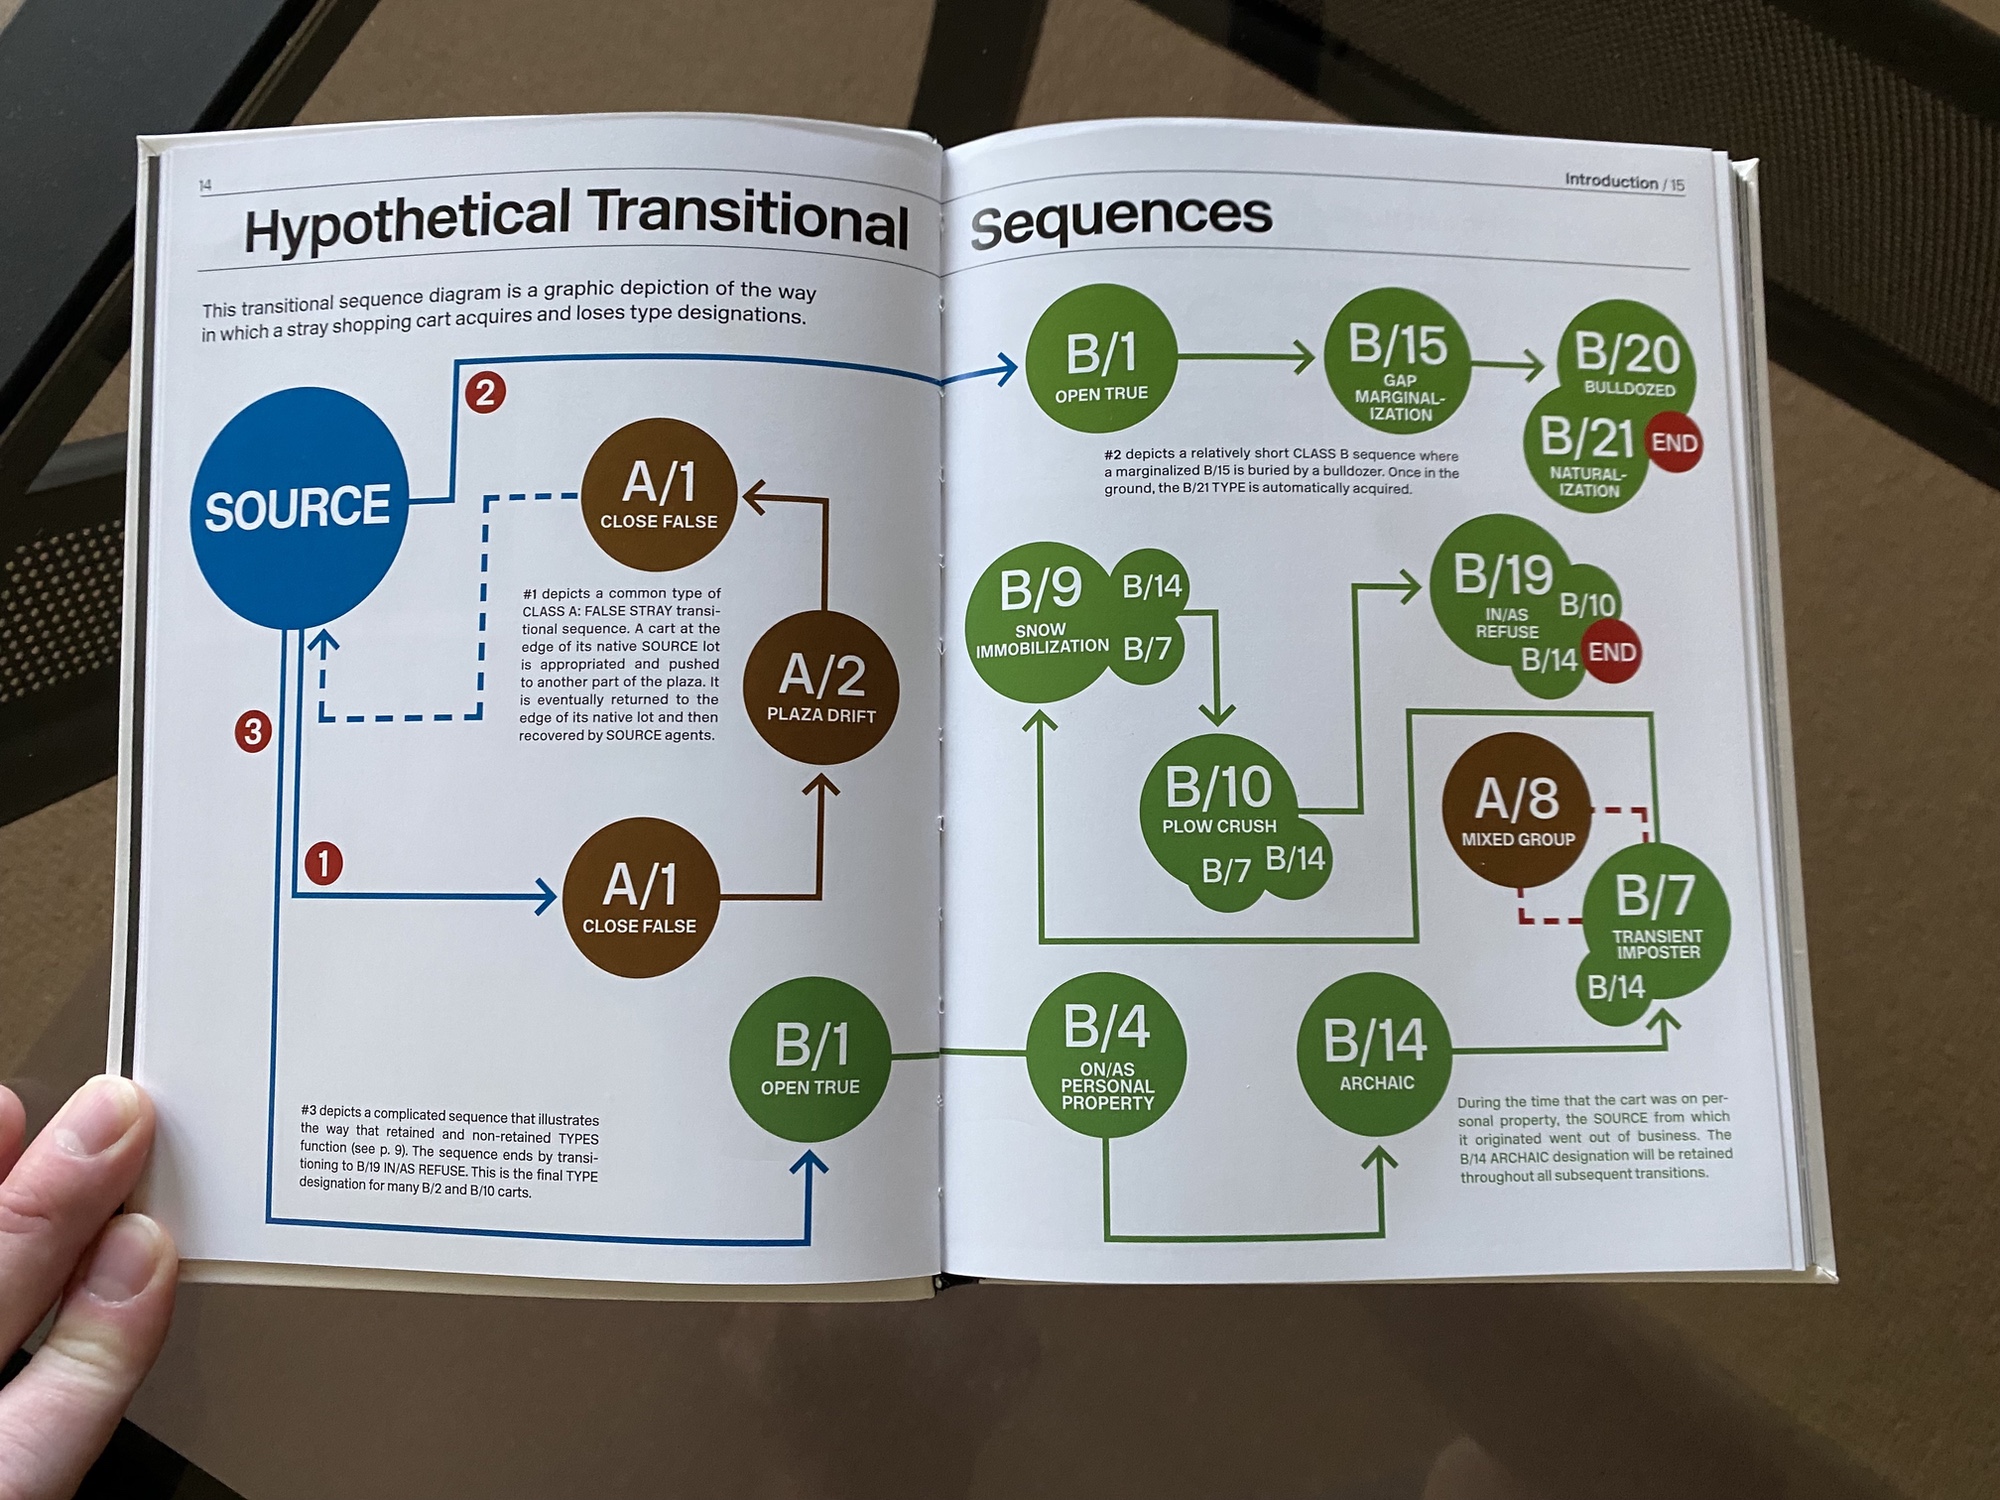 14
Introduction / 15
Hypothetical Transitional Sequences
This transitional sequence diagram is a graphic depiction of the way
in which a stray shopping cart acquires and loses type designations.
SOURCE
2
A/1
CLOSE FALSE
#1 depicts a common type of
CLASS A: FALSE STRAY transi-
tional sequence. A cart at the
edge of its native SOURCE lot
is appropriated and pushed
to another part of the plaza. It
is eventually returned to the
edge of its native lot and then
recovered by SOURCE agents.
A/2
PLAZA DRIFT
3
1
A/1
CLOSE FALSE
B/1
OPEN TRUE
#3 depicts a complicated sequence that illustrates
the way that retained and non-retained TYPES
function (see p. 9). The sequence ends by transi-
tioning to B/19 IN/AS REFUSE. This is the final TYPE
designation for many B/2 and B/10 carts.
B/1
OPEN TRUE
B/15
GAP
MARGINAL-
IZATION
B/20
BULLDOZED
B/21
NATURAL-
IZATION
END
#2 depicts a relatively short CLASS B sequence where
a marginalized B/15 is buried by a bulldozer. Once in the
ground, the B/21 TYPE is automatically acquired.
B/9
SNOW
IMMOBILIZATION
B/14
B/7
B/19
IN/AS
REFUSE
B/10
B/14
END
B/10
PLOW CRUSH
B/7
B/14
A/8
MIXED GROUP
B/7
TRANSIENT
IMPOSTER
B/14
B/4
ON/AS
PERSONAL
PROPERTY
B/14
ARCHAIC
During the time that the cart was on per-
sonal property, the SOURCE from which
it originated went out of business. The
B/14 ARCHAIC designation will be retained
throughout all subsequent transitions.